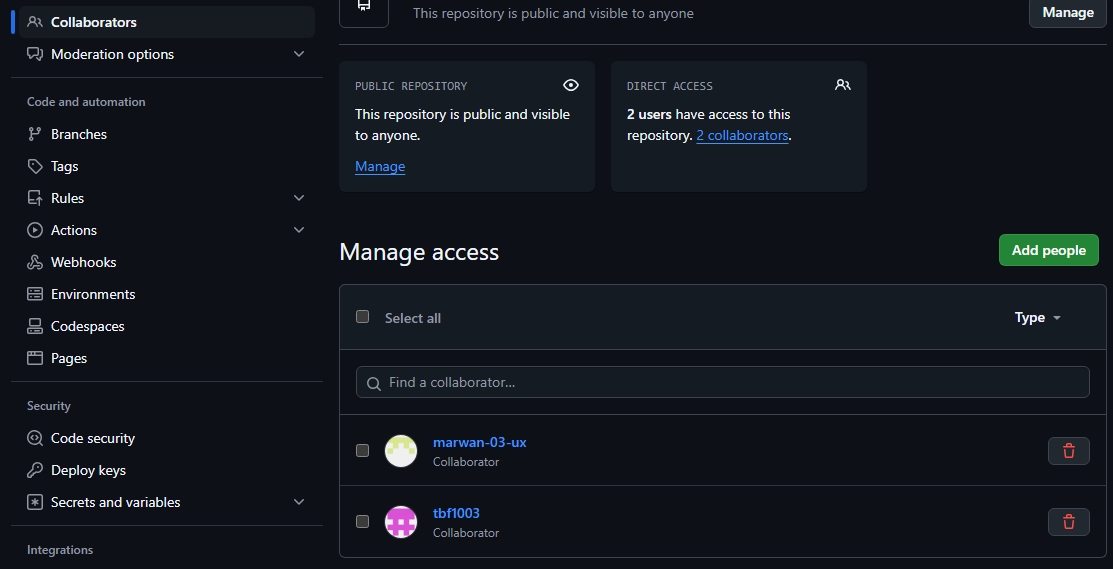 Collaborators
Moderation options
Code and automation
Branches
Tags
Rules
Actions
Webhooks
Environments
Codespaces
Pages
Security
Code security
Deploy keys
Secrets and variables
Integrations
This repository is public and visible to anyone
Manage
PUBLIC REPOSITORY
This repository is public and visible
to anyone.
Manage
DIRECT ACCESS
2 users have access to this
repository. 2 collaborators.
Manage access
Add people
Select all
Type
Find a collaborator...
marwan-03-ux
Collaborator
tbf1003
Collaborator